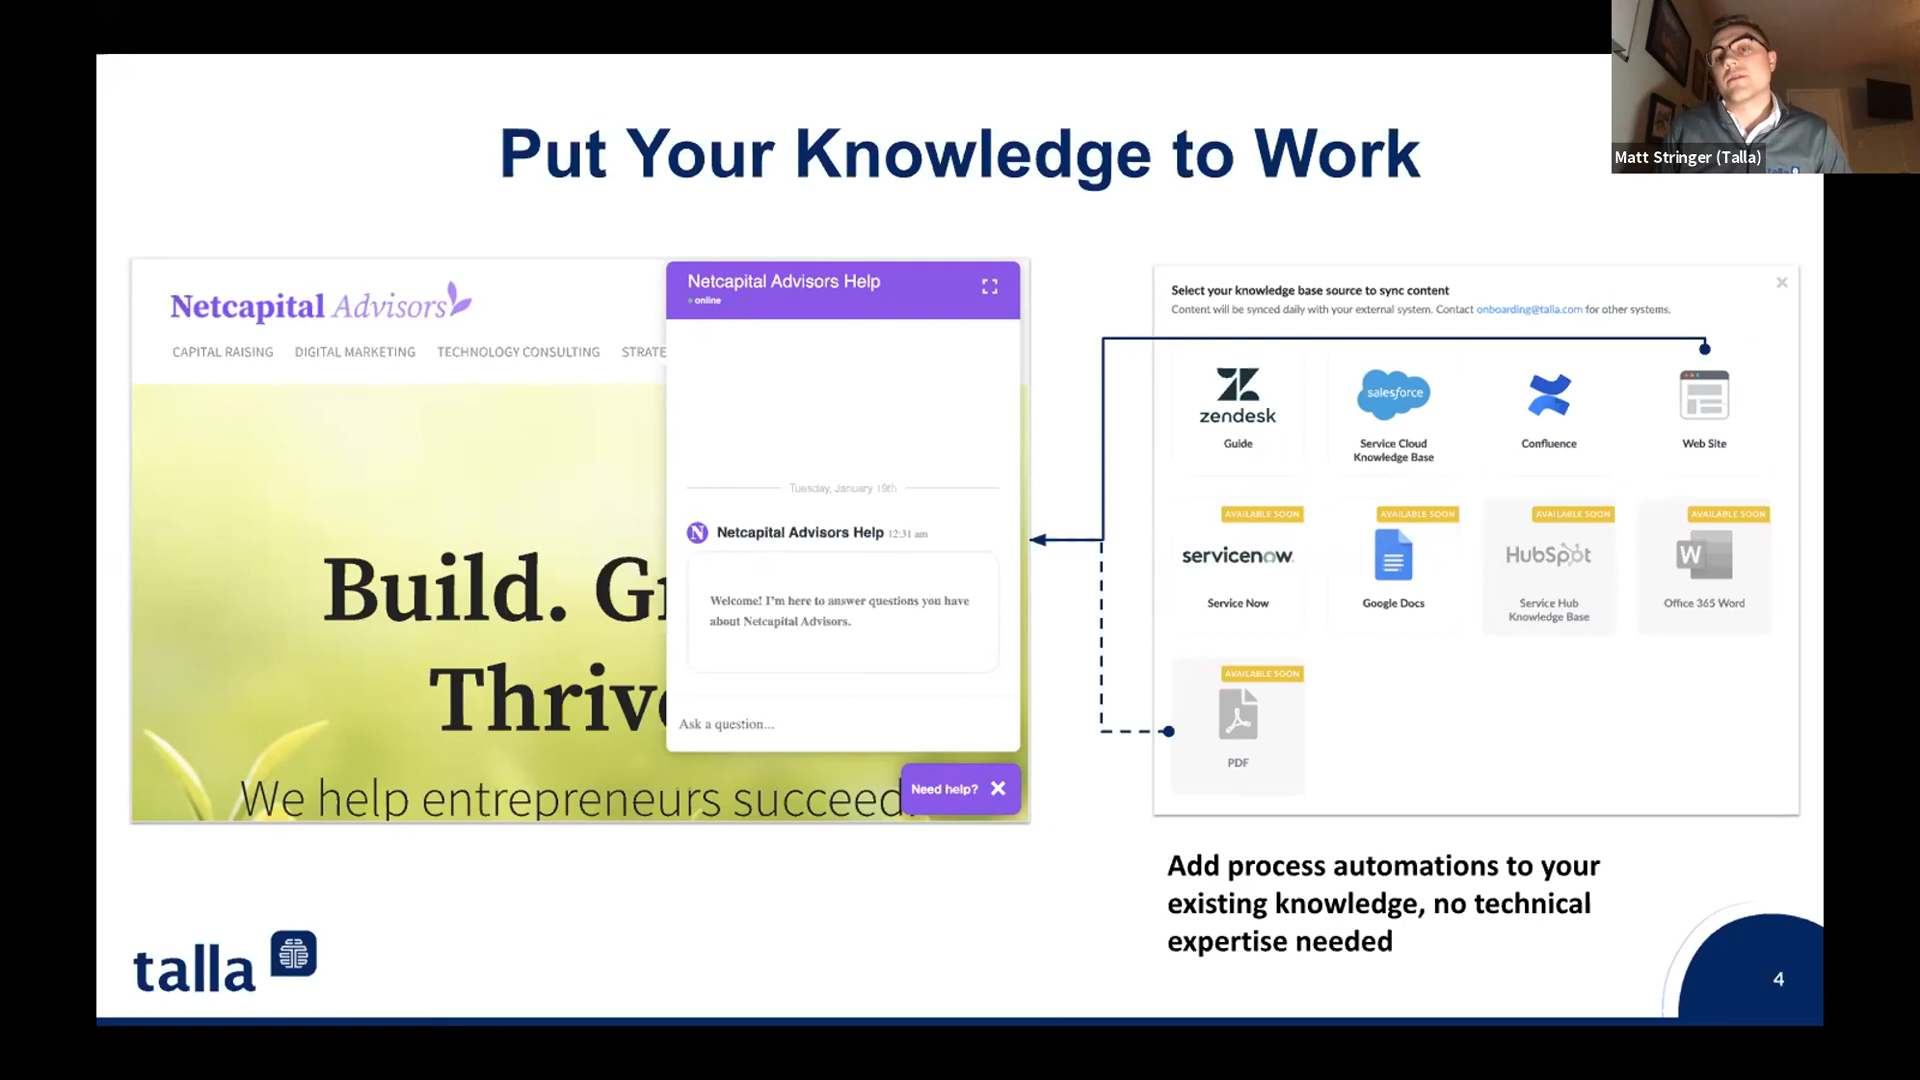 Put Your Knowledge to Work
Matt Stringer (Talla)
Netcapital Advisors
CAPITAL RAISING DIGITAL MARKETING TECHNOLOGY CONSULTING STRATE
Build. Gr
Thrive
We help entrepreneurs succeed.
Netcapital Advisors Help
online
Tuesday, January 19th
N Netcapital Advisors Help 12:31 am
Welcome! I'm here to answer questions you have
about Netcapital Advisors.
Ask a question...
Need help?
Select your knowledge base source to sync content
Content will be synced daily with your external system. Contact onboarding@talla.com for other systems.
zendesk
Guide
salesforce
Service Cloud
Knowledge Base
Confluence
Web Site
AVAILABLE SOON
servicenow.
Service Now
AVAILABLE SOON
Google Docs
AVAILABLE SOON
HubSpot
Service Hub
Knowledge Base
AVAILABLE SOON
W
Office 365 Word
AVAILABLE SOON
PDF
Add process automations to your
existing knowledge, no technical
expertise needed
talla
4